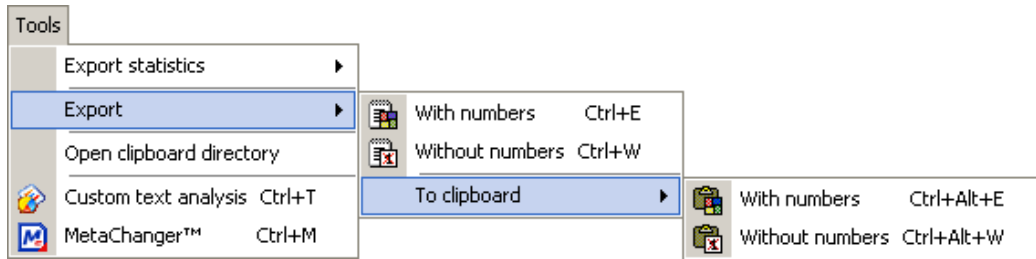 Tools
Export statistics
Export
Open clipboard directory
Custom text analysis Ctrl+T
MetaChanger™ Ctrl+M
With numbers Ctrl+E
Without numbers Ctrl+W
To clipboard
With numbers Ctrl+Alt+E
Without numbers Ctrl+Alt+W